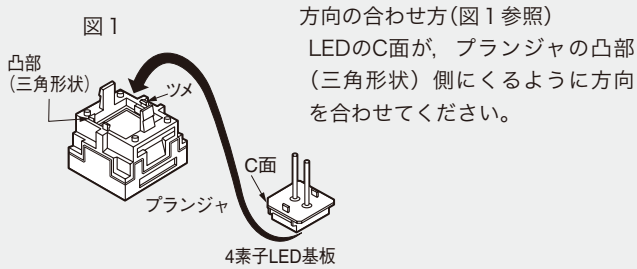 図1
凸部
(三角形状)
ツメ
C面
プランジャ
4素子LED基板
方向の合わせ方(図1参照)
LEDのC面が，プランジャの凸部
(三角形状)側にくるように方向
を合わせてください。